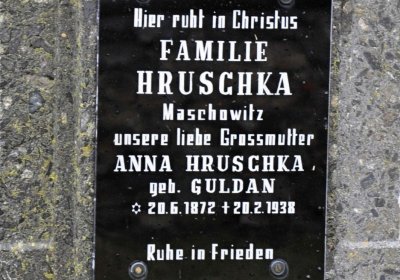 Hier ruht in Christus
FAMILIE
HRUSCHKA
Maschowitz
unsere liebe Grossmutter
ANNA HRUSCHKA
geb. GULDAN
✡ 20.6.1872 † 20.2.1938
Ruhe in Frieden